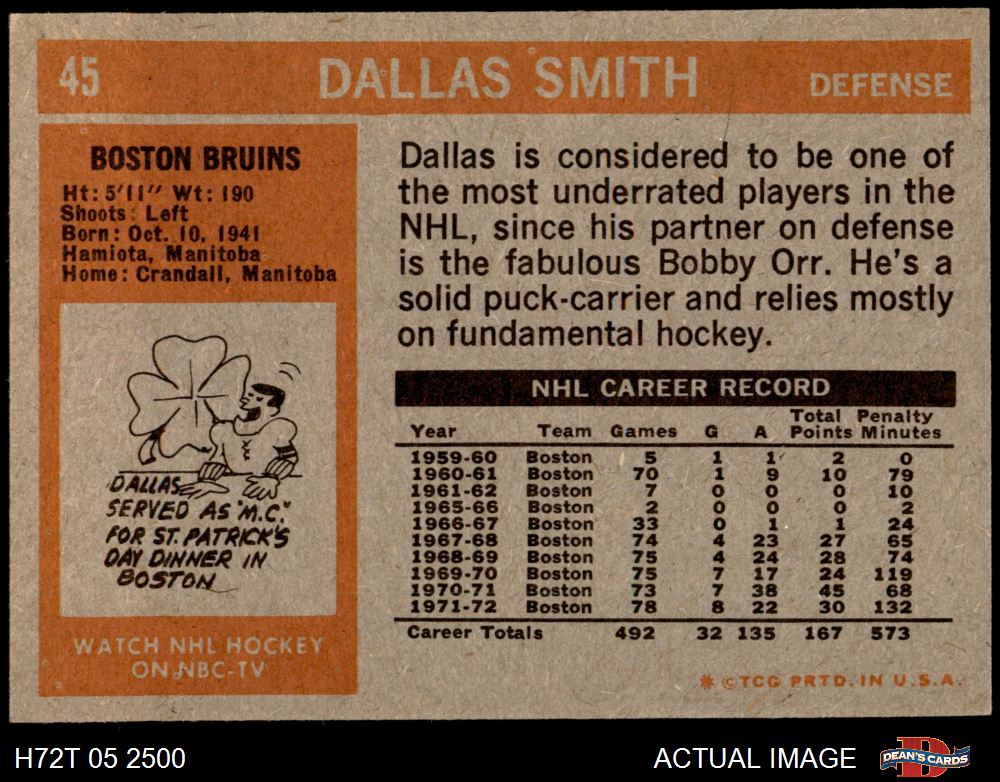 45 DALLAS SMITH DEFENSE
BOSTON BRUINS
Ht: 5'11" Wt: 190
Shoots: Left
Born: Oct. 10, 1941
Hamiota, Manitoba
Home: Crandall, Manitoba
DALLAS
SERVED AS "M.C."
FOR ST. PATRICK'S
DAY DINNER IN
BOSTON
WATCH NHL HOCKEY
ON NBC-TV
Dallas is considered to be one of
the most underrated players in the
NHL, since his partner on defense
is the fabulous Bobby Orr. He's a
solid puck-carrier and relies mostly
on fundamental hockey.
NHL CAREER RECORD
Total Penalty
Year Team Games G A Points Minutes
1959-60 Boston 5 1 1 2 0
1960-61 Boston 70 1 9 10 79
1961-62 Boston 7 0 0 0 10
1965-66 Boston 2 0 0 0 2
1966-67 Boston 33 0 1 1 24
1967-68 Boston 74 4 23 27 65
1968-69 Boston 75 4 24 28 74
1969-70 Boston 75 7 17 24 119
1970-71 Boston 73 7 38 45 68
1971-72 Boston 78 8 22 30 132
Career Totals 492 32 135 167 573
* © TCG PRTD. IN U.S.A.
H72T 05 2500 ACTUAL IMAGE DEAN'S CARDS